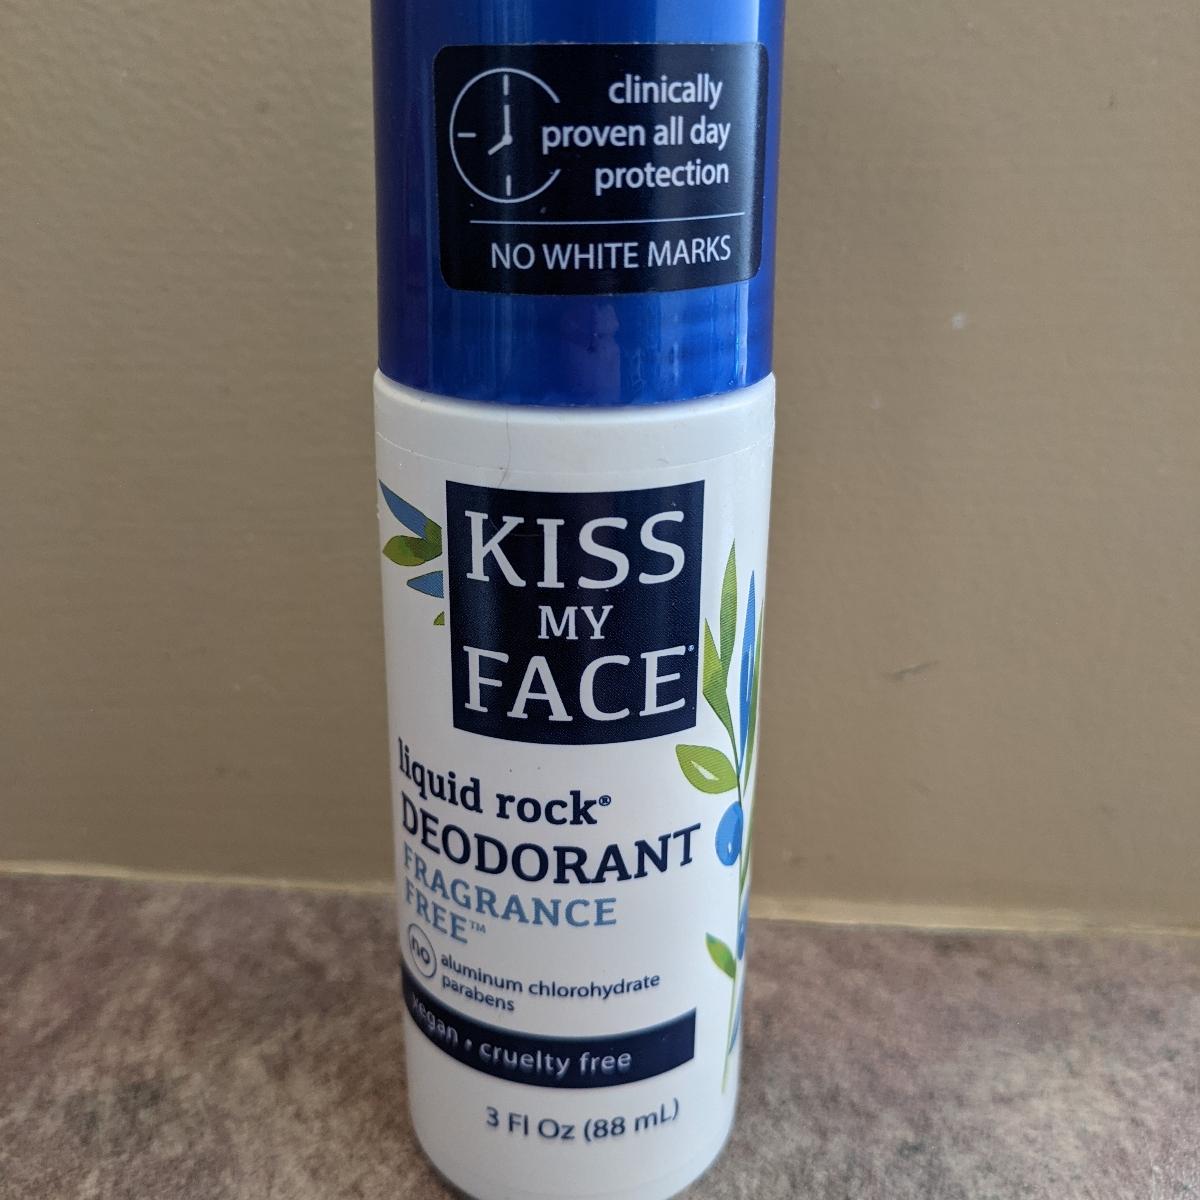 clinically
proven all day
protection
NO WHITE MARKS
KISS
MY
FACE®
liquid rock®
DEODORANT
FRAGRANCE
FREE™
no
aluminum chlorohydrate
parabens
vegan • cruelty free
3 Fl Oz (88 mL)